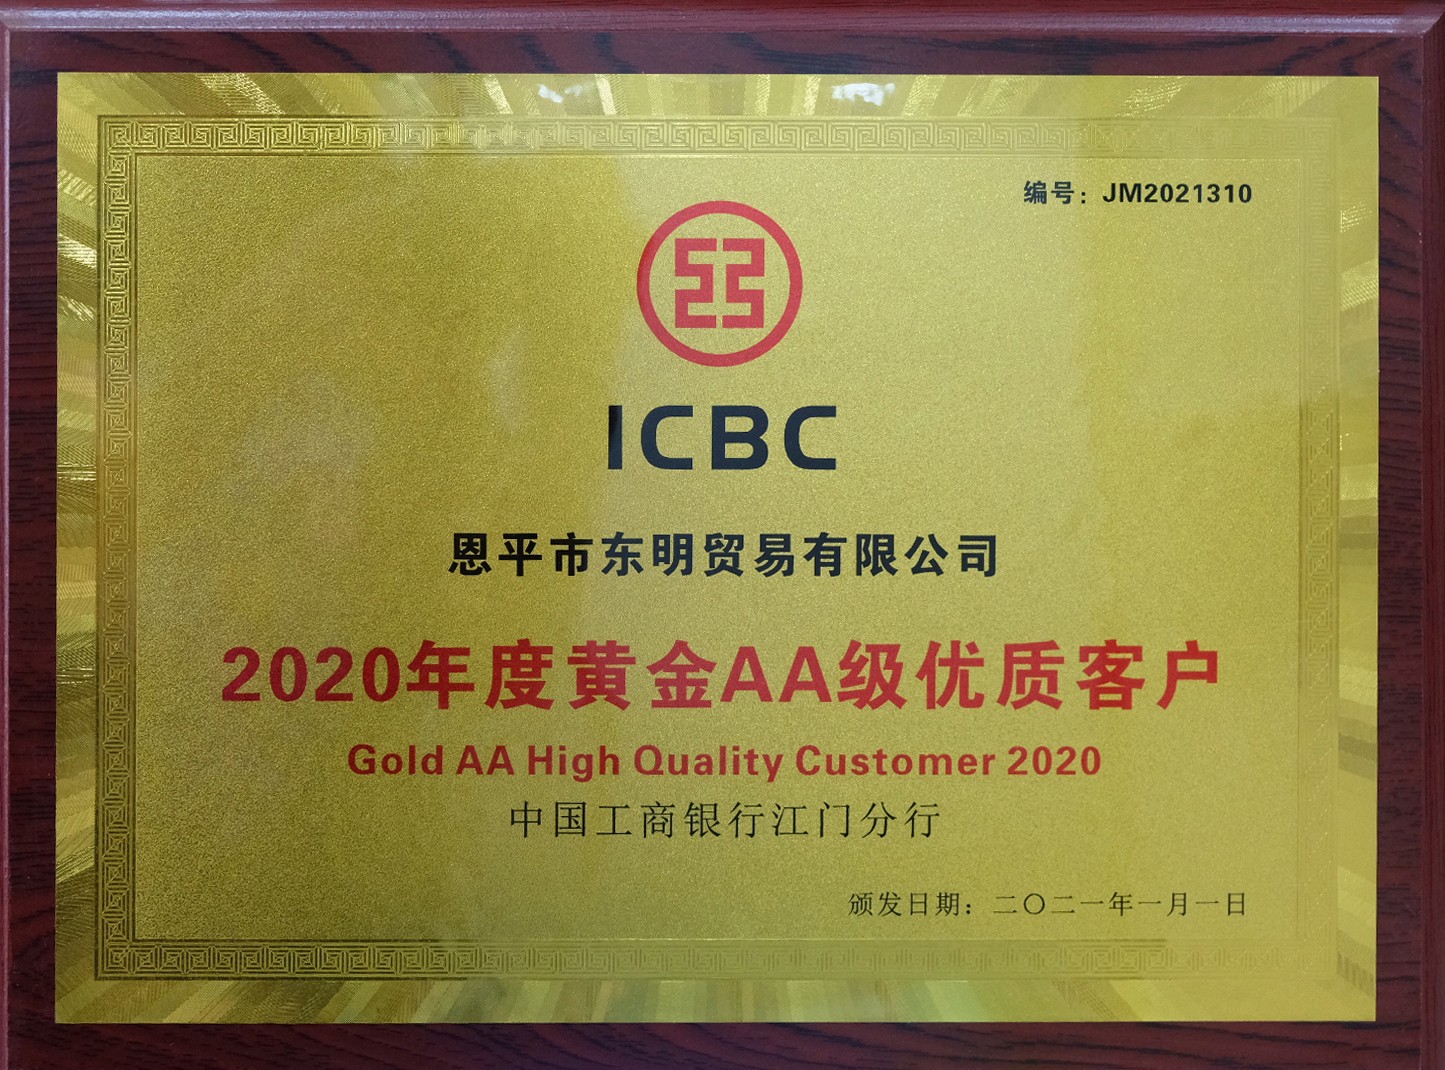 编号：JM2021310
ICBC
恩平市东明贸易有限公司
2020年度黄金AA级优质客户
Gold AA High Quality Customer 2020
中国工商银行江门分行
颁发日期：二〇二一年一月一日